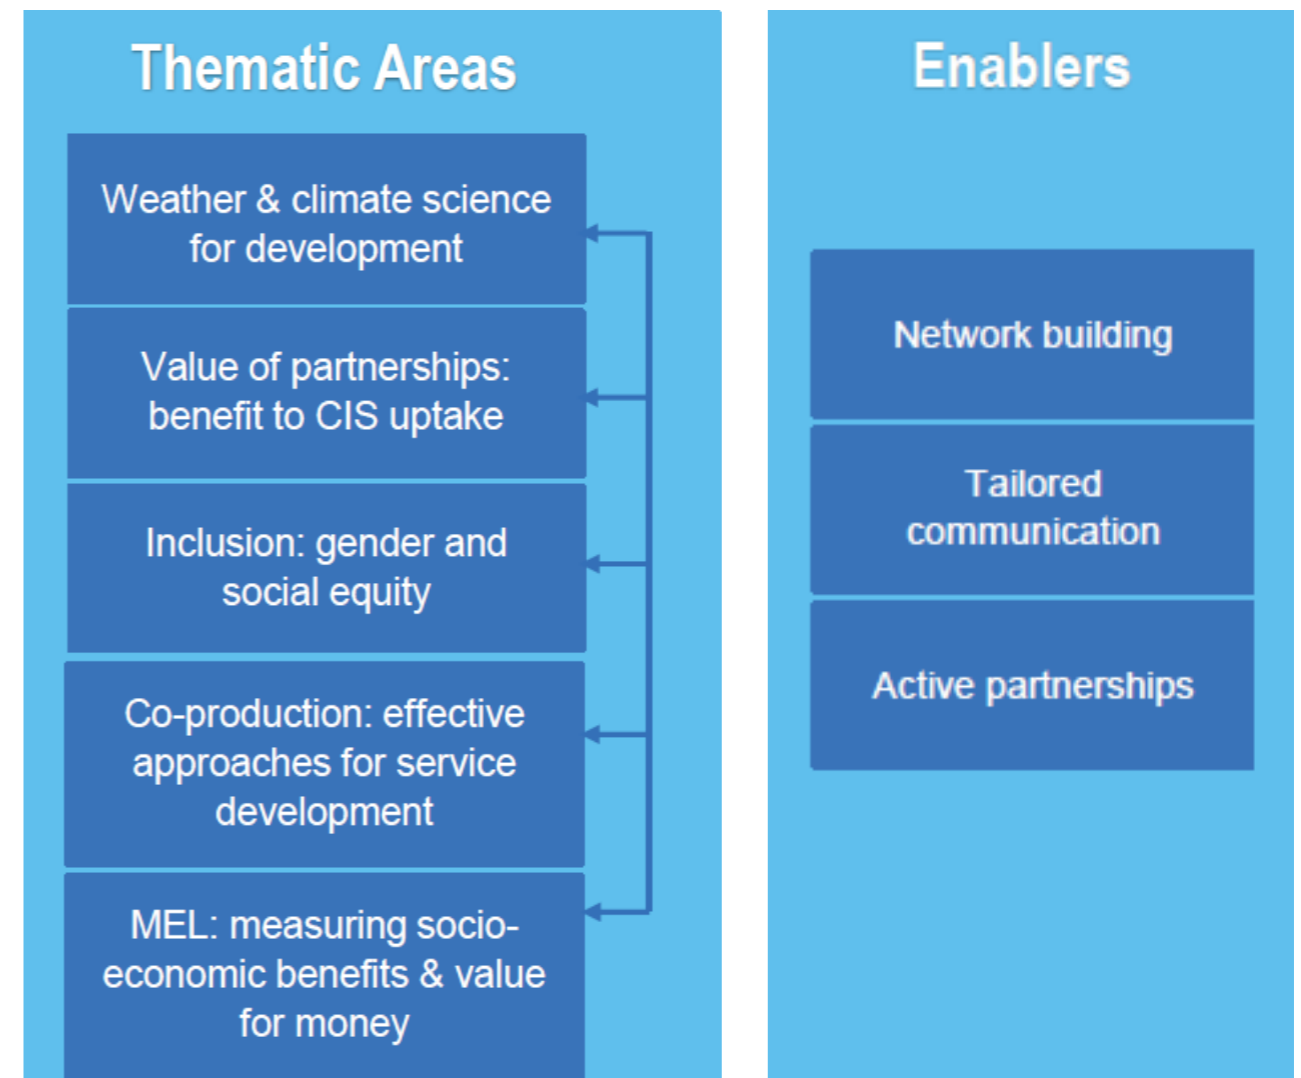 Thematic Areas
Weather & climate science
for development
Value of partnerships:
benefit to CIS uptake
Inclusion: gender and
social equity
Co-production: effective
approaches for service
development
MEL: measuring socio-
economic benefits & value
for money
Enablers
Network building
Tailored
communication
Active partnerships